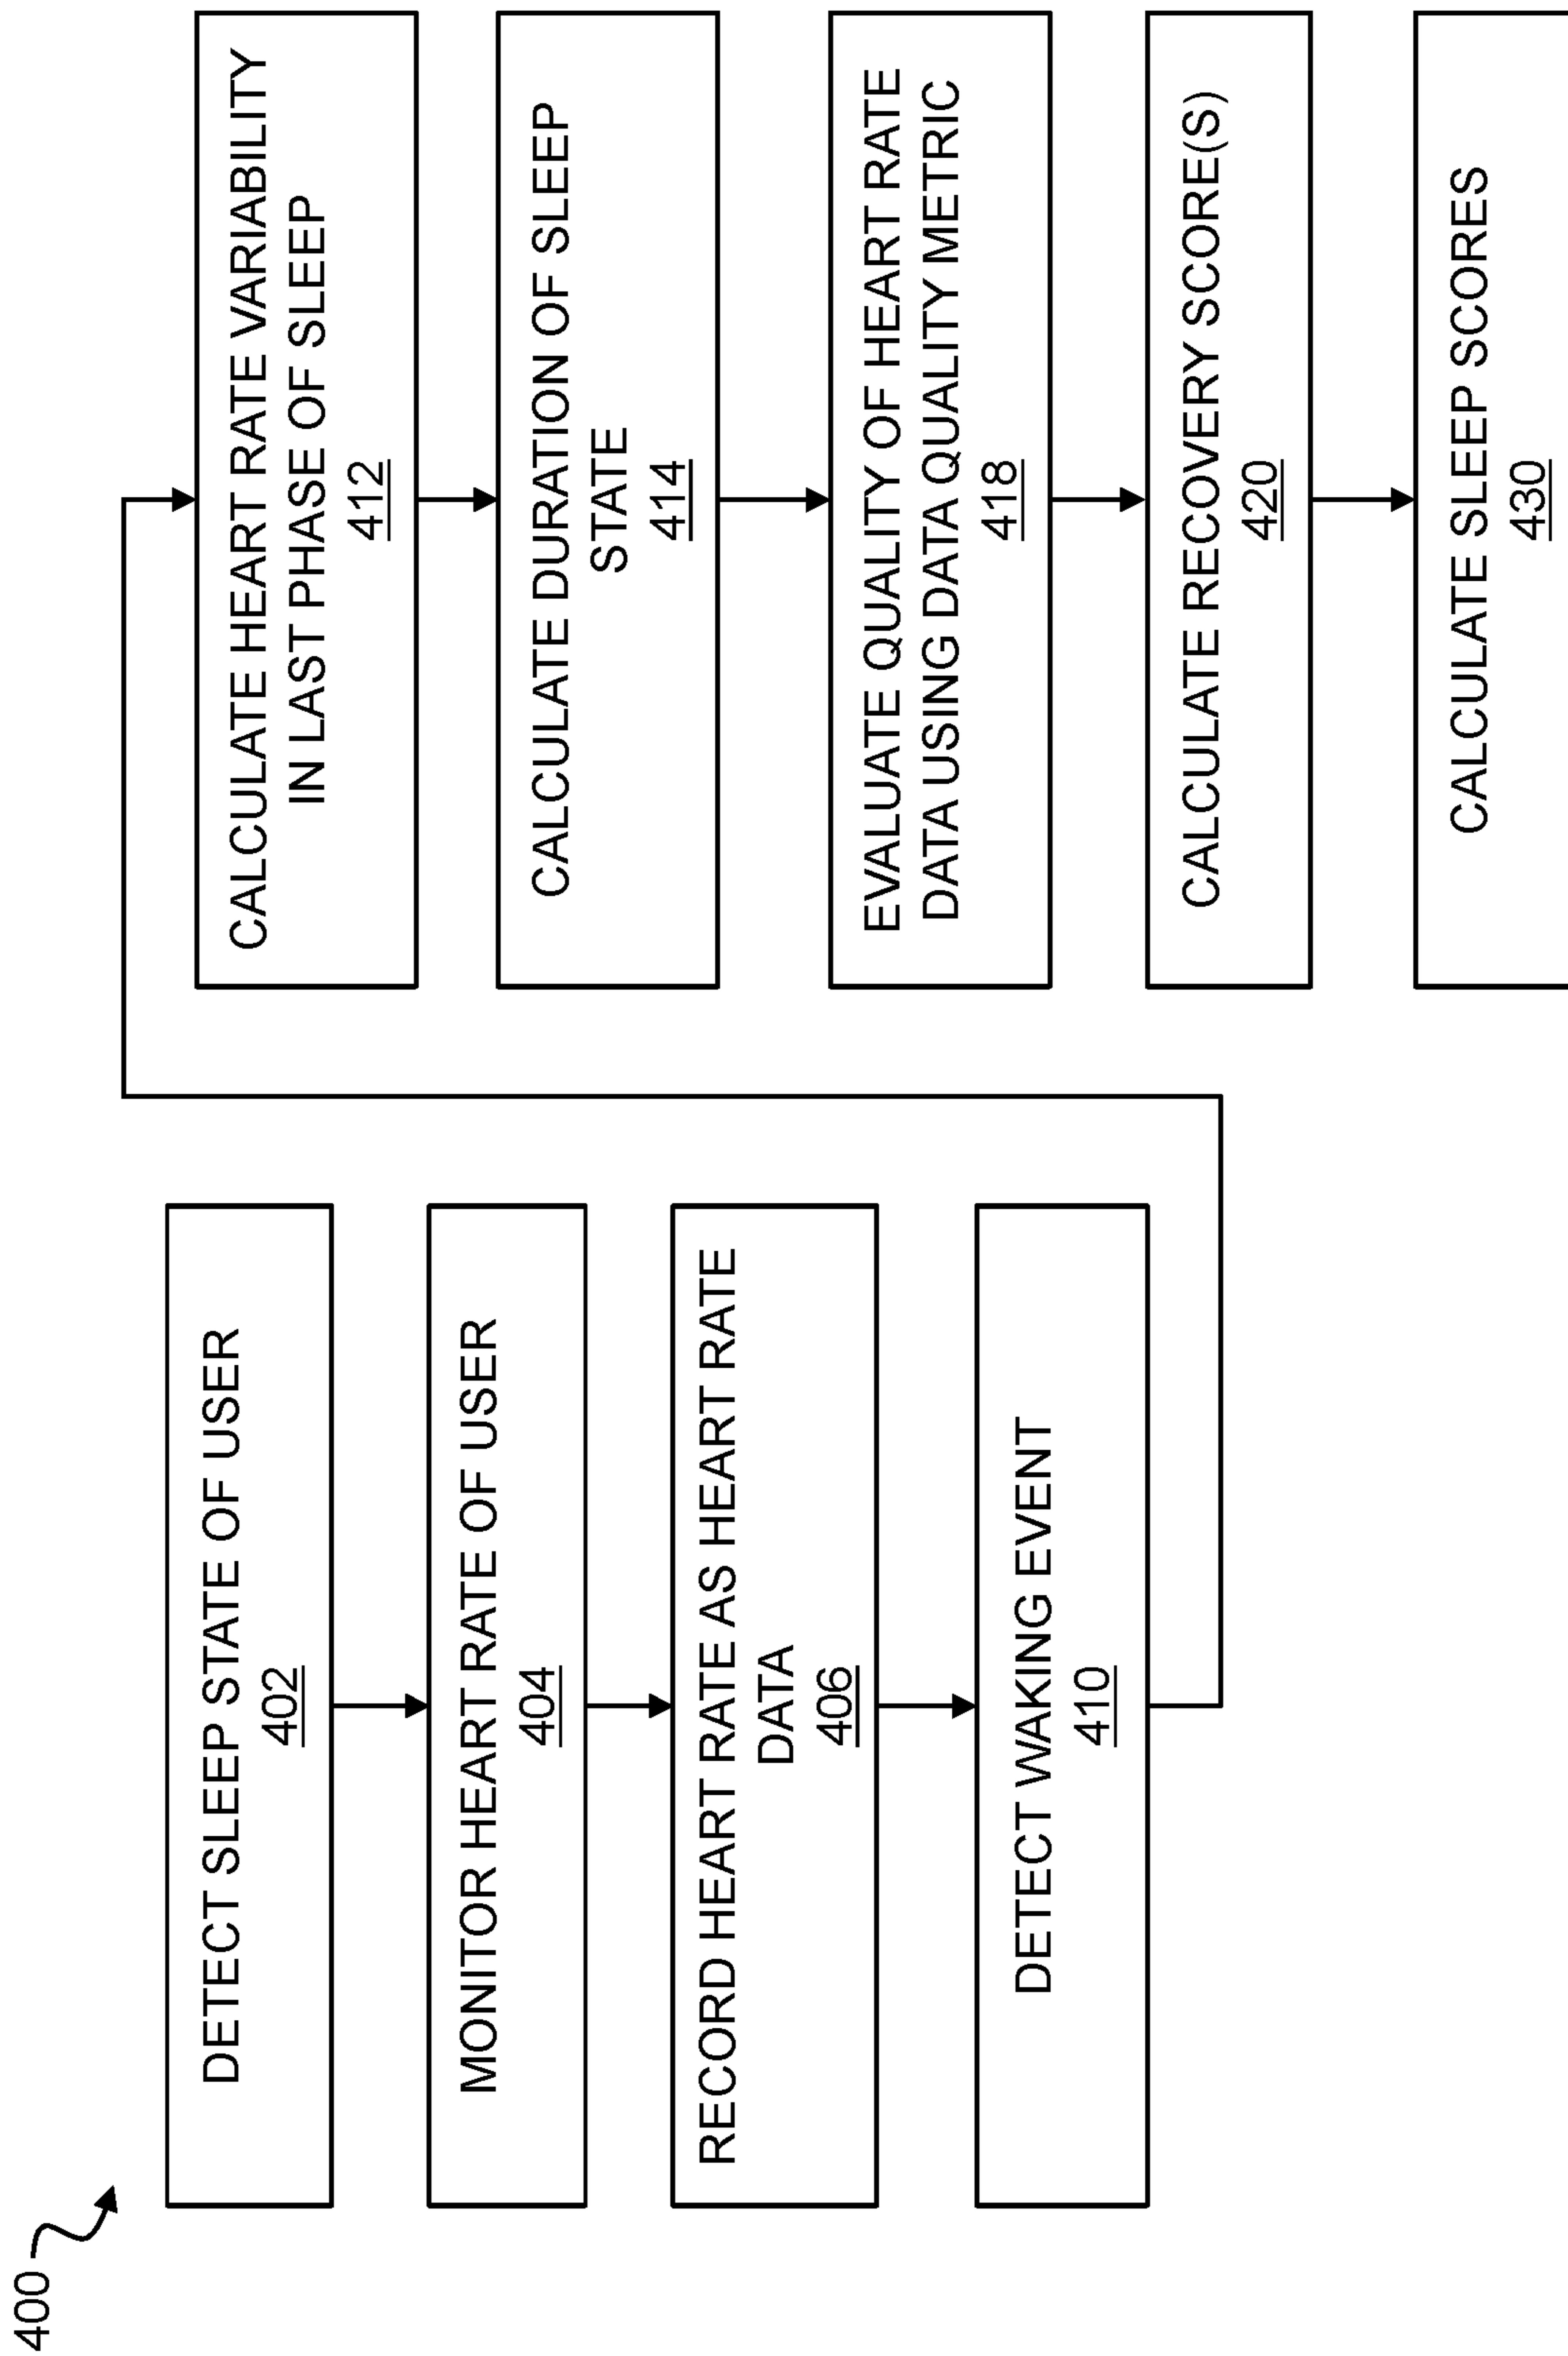 400
DETECT SLEEP STATE OF USER
402
MONITOR HEART RATE OF USER
404
RECORD HEART RATE AS HEART RATE
DATA
406
DETECT WAKING EVENT
410
CALCULATE HEART RATE VARIABILITY
IN LAST PHASE OF SLEEP
412
CALCULATE DURATION OF SLEEP
STATE
414
EVALUATE QUALITY OF HEART RATE
DATA USING DATA QUALITY METRIC
418
CALCULATE RECOVERY SCORE(S)
420
CALCULATE SLEEP SCORES
430